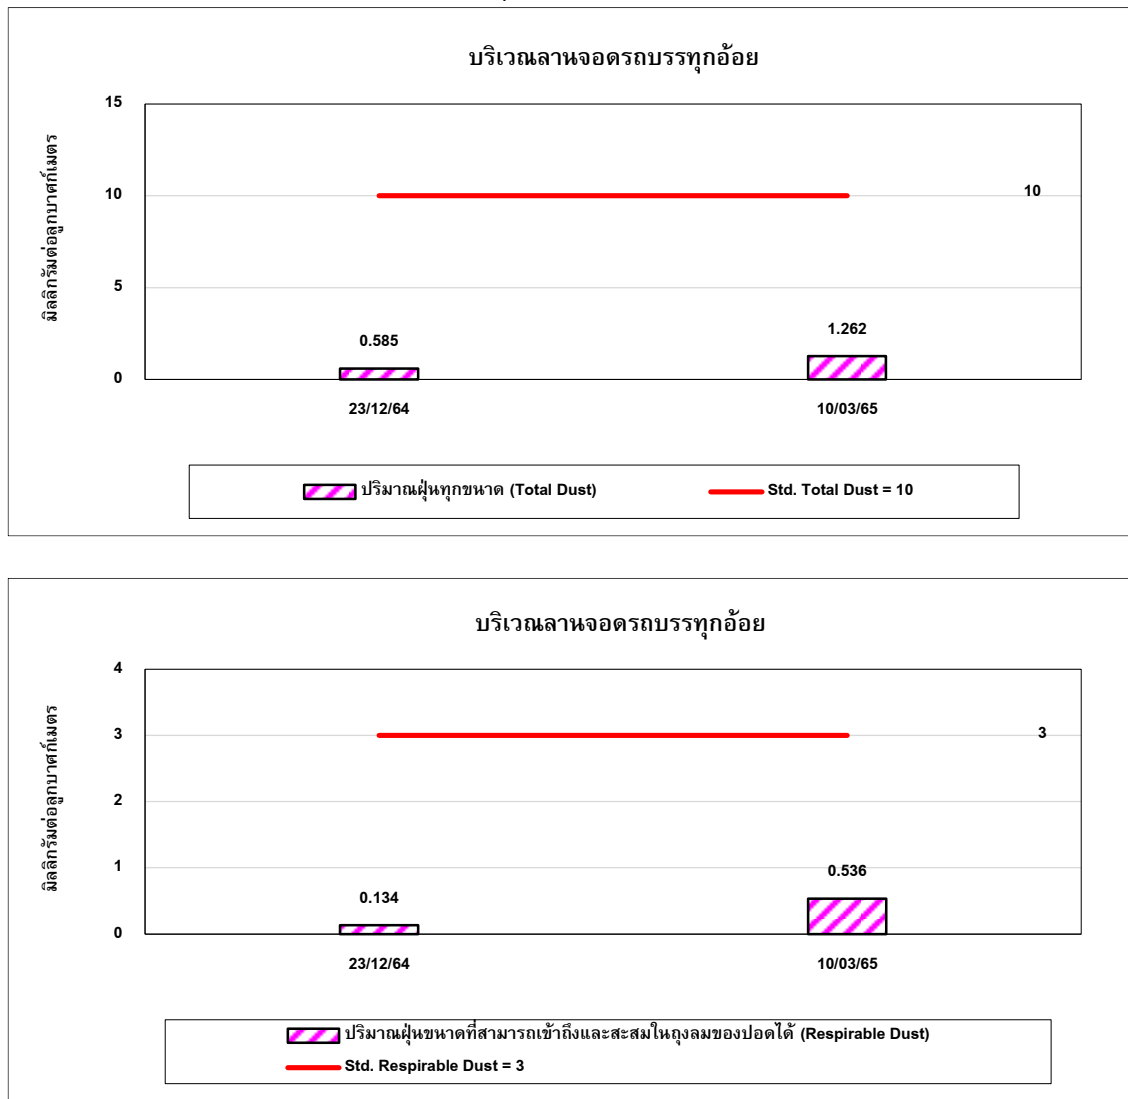 บริเวณลานจอดรถบรรทุกอ้อย
มิลลิกรัมต่อลูกบาศก์เมตร
15
10
10
5
1.262
0.585
0
23/12/64 10/03/65
ปริมาณฝุ่นทุกขนาด (Total Dust) Std. Total Dust = 10
บริเวณลานจอดรถบรรทุกอ้อย
มิลลิกรัมต่อลูกบาศก์เมตร
4
3
3
2
1
0.536
0.134
0
23/12/64 10/03/65
ปริมาณฝุ่นขนาดที่สามารถเข้าถึงและสะสมในถุงลมของปอดได้ (Respirable Dust)
Std. Respirable Dust = 3